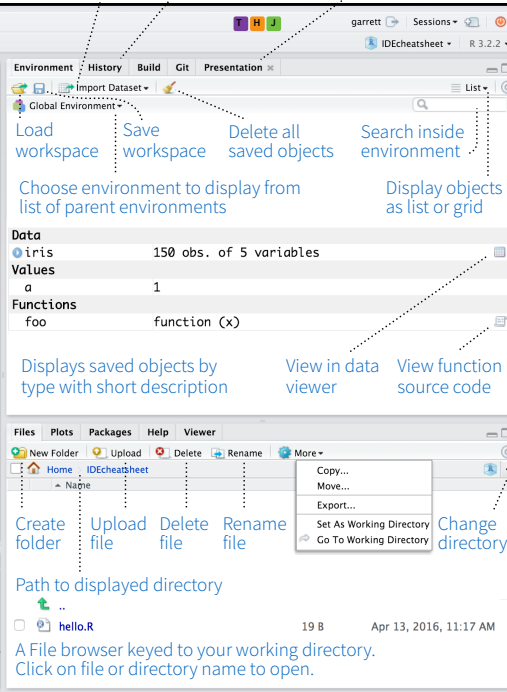 T H J
garrett Sessions
IDEcheatsheet R 3.2.2
Environment History Build Git Presentation
Import Dataset List
Global Environment
Load workspace
Save workspace
Delete all saved objects
Search inside environment
Choose environment to display from
list of parent environments
Display objects
as list or grid
Data
iris 150 obs. of 5 variables
Values
a 1
Functions
foo function (x)
Displays saved objects by
type with short description
View in data
viewer
View function
source code
Files Plots Packages Help Viewer
New Folder Upload Delete Rename More
Home IDEcheatsheet
Name
Copy...
Move...
Export...
Set As Working Directory
Go To Working Directory
Create
folder
Upload
file
Delete
file
Rename
file
Change
directory
Path to displayed directory
..
hello.R 19 B Apr 13, 2016, 11:17 AM
A File browser keyed to your working directory.
Click on file or directory name to open.